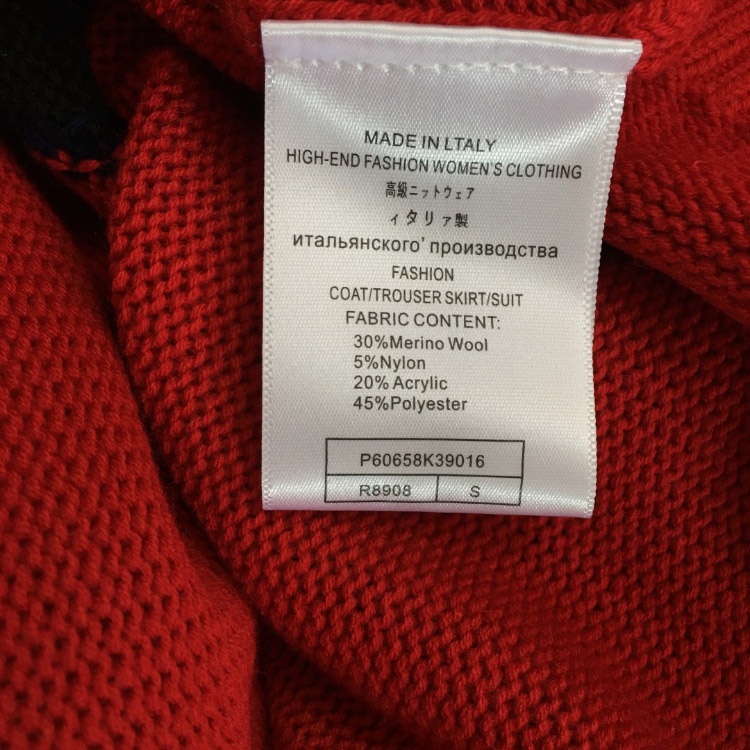 MADE IN LTALY
HIGH-END FASHION WOMEN'S CLOTHING
高級ニットウェア
ィタリァ製
итальянского' производства
FASHION
COAT/TROUSER SKIRT/SUIT
FABRIC CONTENT:
30%Merino Wool
5%Nylon
20% Acrylic
45%Polyester
P60658K39016
R8908 S